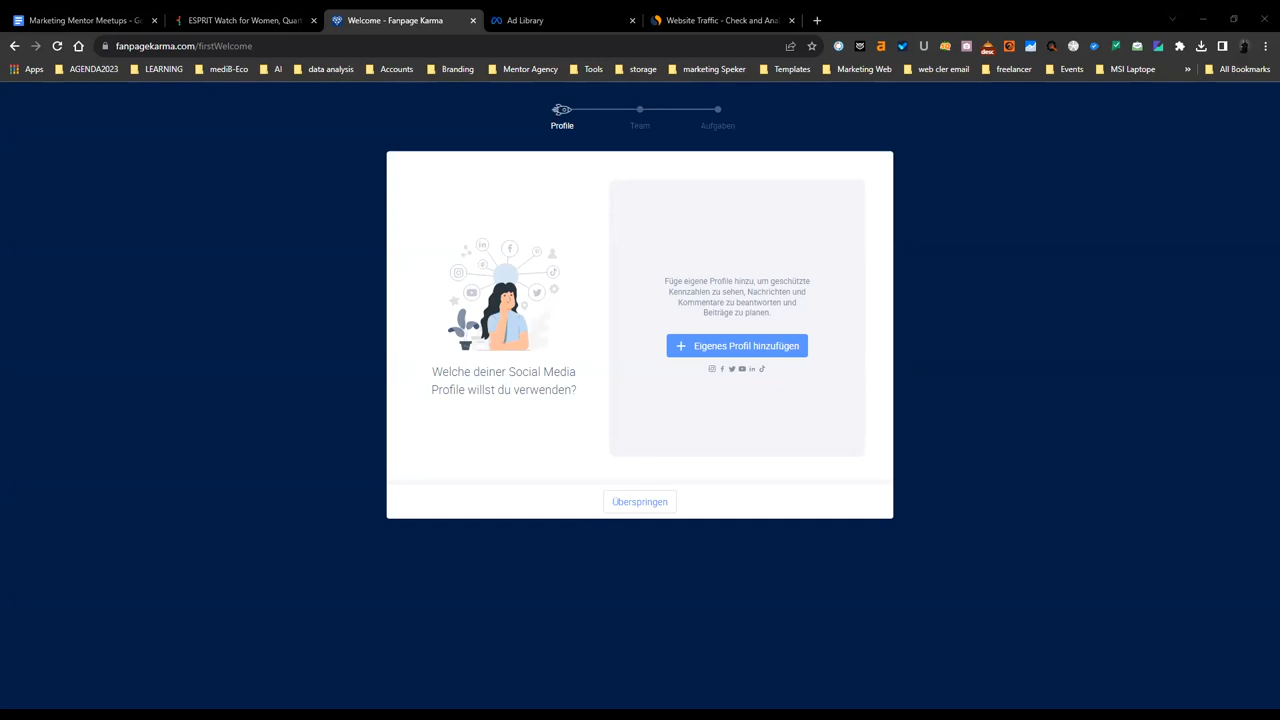 Marketing Mentor Meetups - G
ESPRIT Watch for Women, Quart
Welcome - Fanpage Karma
Ad Library
Website Traffic - Check and Ana
fanpagekarma.com/firstWelcome
Apps
AGENDA2023
LEARNING
mediB-Eco
AI
data analysis
Accounts
Branding
Mentor Agency
Tools
storage
marketing Speker
Templates
Marketing Web
web cler email
freelancer
Events
MSI Laptope
»
All Bookmarks
Profile
Team
Aufgaben
Füge eigene Profile hinzu, um geschützte
Kennzahlen zu sehen, Nachrichten und
Kommentare zu beantworten und
Beiträge zu planen.
+ Eigenes Profil hinzufügen
Welche deiner Social Media
Profile willst du verwenden?
Überspringen